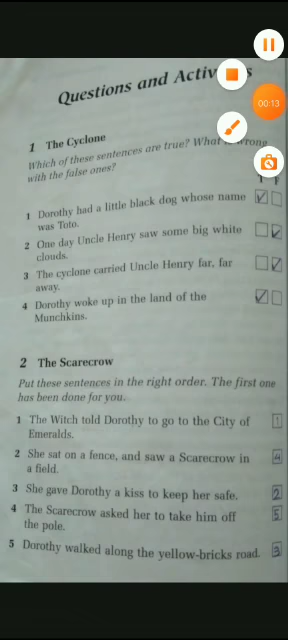 00:13
Questions and Activ s
1 The Cyclone
Which of these sentences are true? What is wrong
with the false ones?
T F
1 Dorothy had a little black dog whose name
was Toto.
2 One day Uncle Henry saw some big white
clouds.
3 The cyclone carried Uncle Henry far, far
away.
4 Dorothy woke up in the land of the
Munchkins.
2 The Scarecrow
Put these sentences in the right order. The first one
has been done for you.
1 The Witch told Dorothy to go to the City of 1
Emeralds.
2 She sat on a fence, and saw a Scarecrow in 4
a field.
3 She gave Dorothy a kiss to keep her safe. 2
4 The Scarecrow asked her to take him off 5
the pole.
5 Dorothy walked along the yellow-bricks road. 3